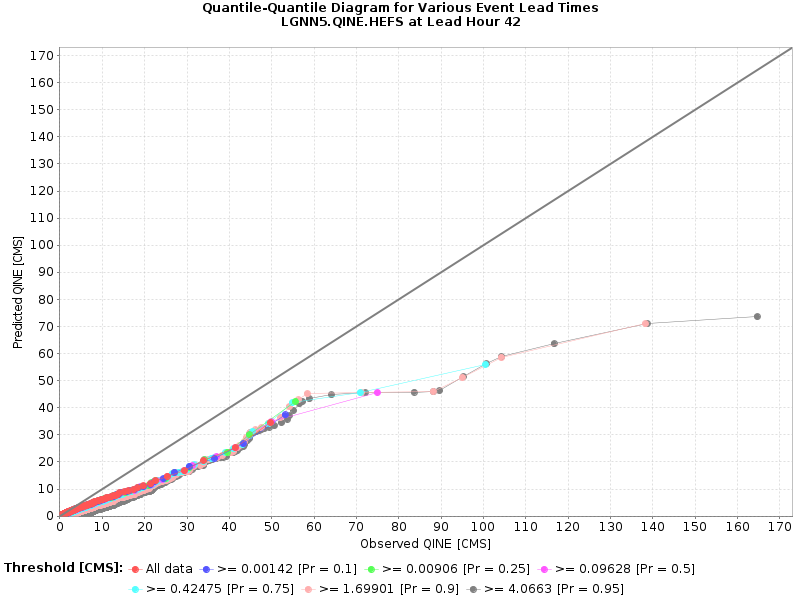 Quantile-Quantile Diagram for Various Event Lead Times
LGNN5.QINE.HEFS at Lead Hour 42
Predicted QINE [CMS]
170
160
150
140
130
120
110
100
90
80
70
60
50
40
30
20
10
0
0 10 20 30 40 50 60 70 80 90 100 110 120 130 140 150 160 170
Observed QINE [CMS]
Threshold [CMS]: All data >= 0.00142 [Pr = 0.1] >= 0.00906 [Pr = 0.25] >= 0.09628 [Pr = 0.5]
>= 0.42475 [Pr = 0.75] >= 1.69901 [Pr = 0.9] >= 4.0663 [Pr = 0.95]